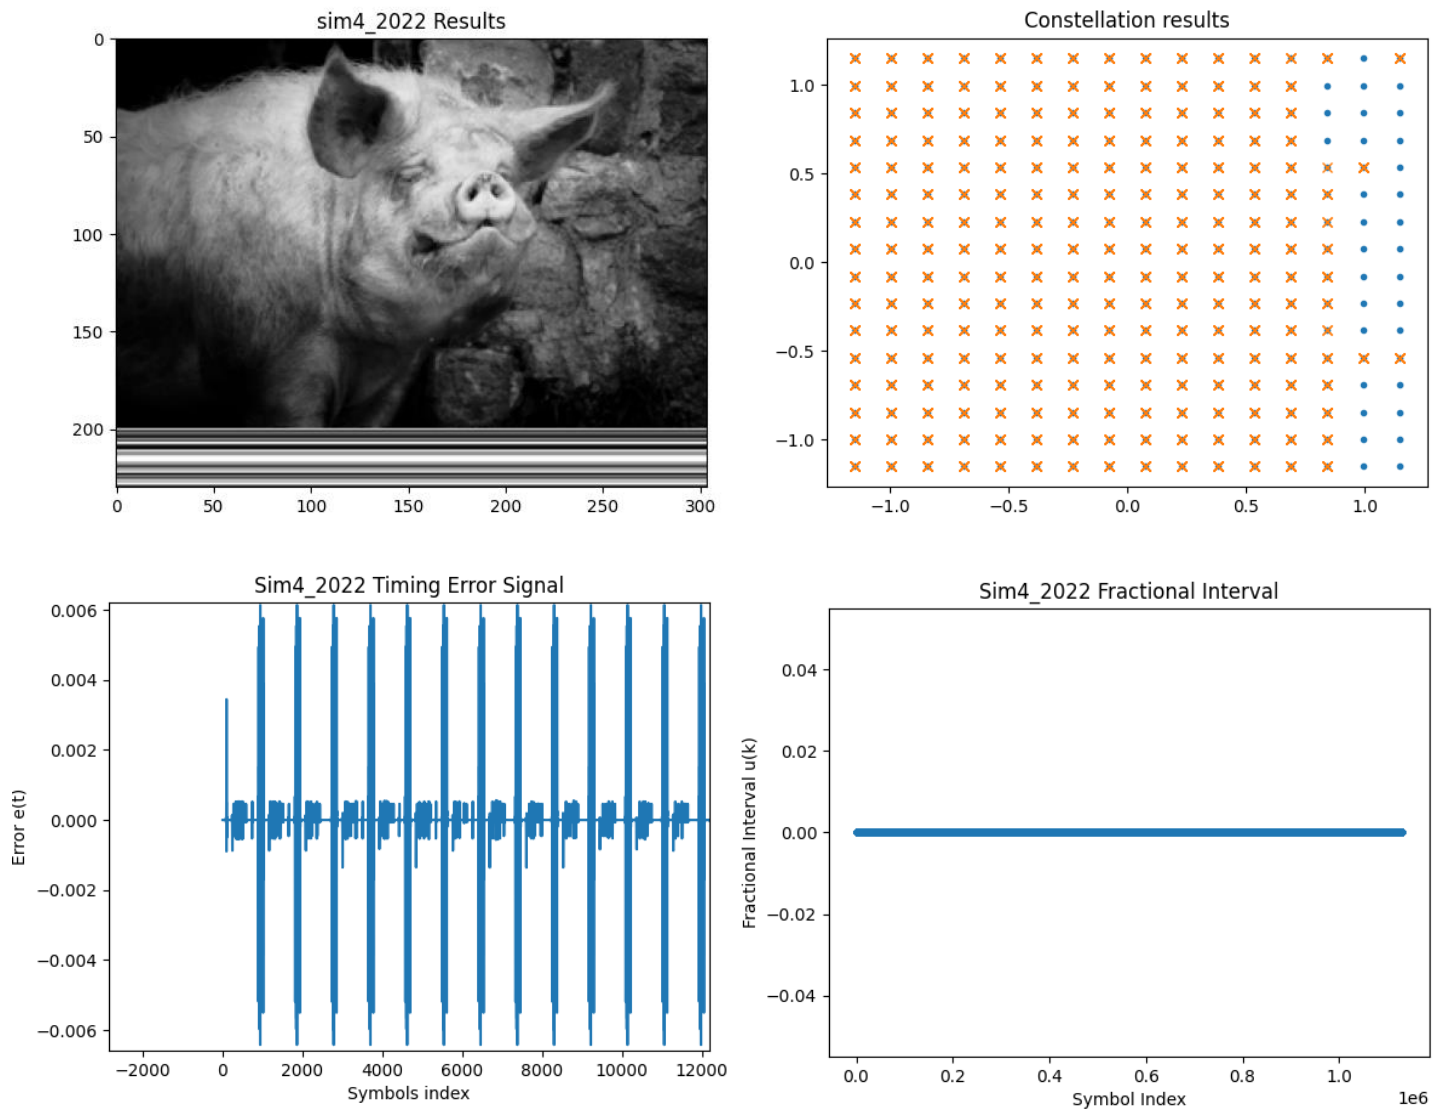 sim4_2022 Results
0
50
100
150
200
0 50 100 150 200 250 300
Constellation results
1.0
0.5
0.0
−0.5
−1.0
−1.0 −0.5 0.0 0.5 1.0
Sim4_2022 Timing Error Signal
Error e(t)
0.006
0.004
0.002
0.000
−0.002
−0.004
−0.006
−2000 0 2000 4000 6000 8000 10000 12000
Symbols index
Sim4_2022 Fractional Interval
Fractional Interval u(k)
0.04
0.02
0.00
−0.02
−0.04
0.0 0.2 0.4 0.6 0.8 1.0
1e6
Symbol Index